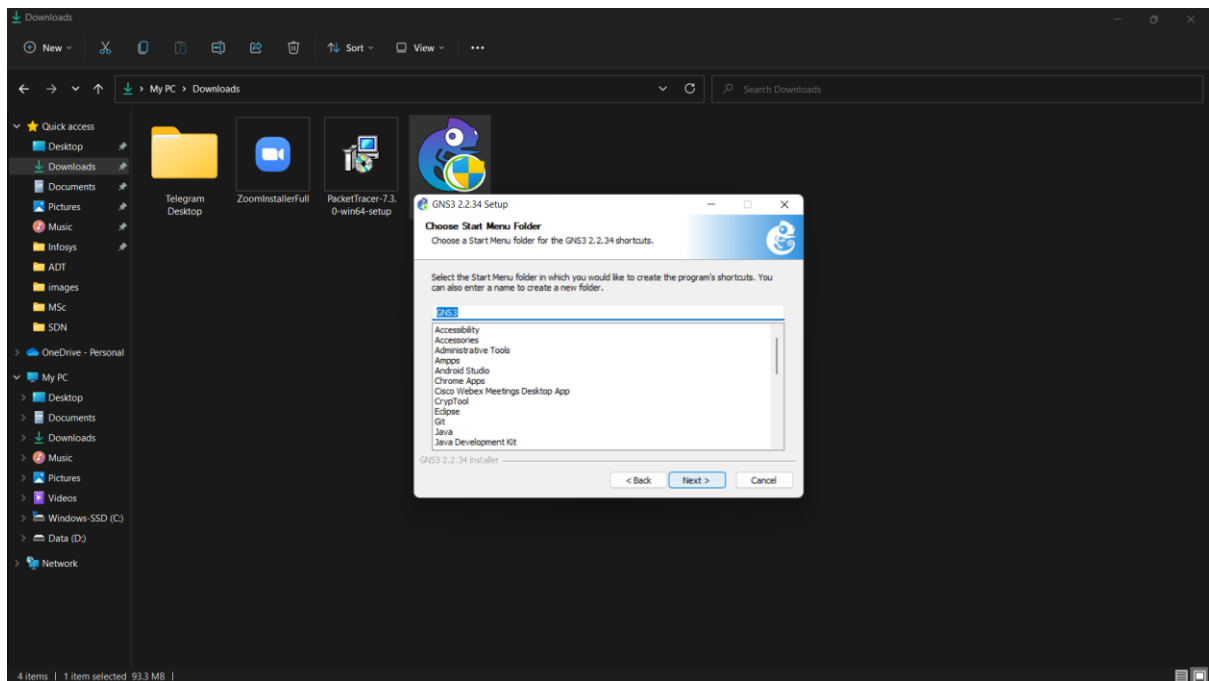 Downloads
New
Sort
View
My PC > Downloads
Search Downloads
Quick access
Desktop
Downloads
Documents
Pictures
Music
Infosys
ADT
images
MSc
SDN
OneDrive - Personal
My PC
Desktop
Documents
Downloads
Music
Pictures
Videos
Windows-SSD (C:)
Data (D:)
Network
Telegram
Desktop
ZoomInstallerFull
PacketTracer-7.3.
0-win64-setup
GNS3 2.2.34 Setup
Choose Start Menu Folder
Choose a Start Menu folder for the GNS3 2.2.34 shortcuts.
Select the Start Menu folder in which you would like to create the program's shortcuts. You
can also enter a name to create a new folder.
GNS3
Accessibility
Accessories
Administrative Tools
Ampps
Android Studio
Chrome Apps
Cisco Webex Meetings Desktop App
CrypTool
Eclipse
Git
Java
Java Development Kit
GNS3 2.2.34 installer
< Back
Next >
Cancel
4 items | 1 item selected 93.3 MB |